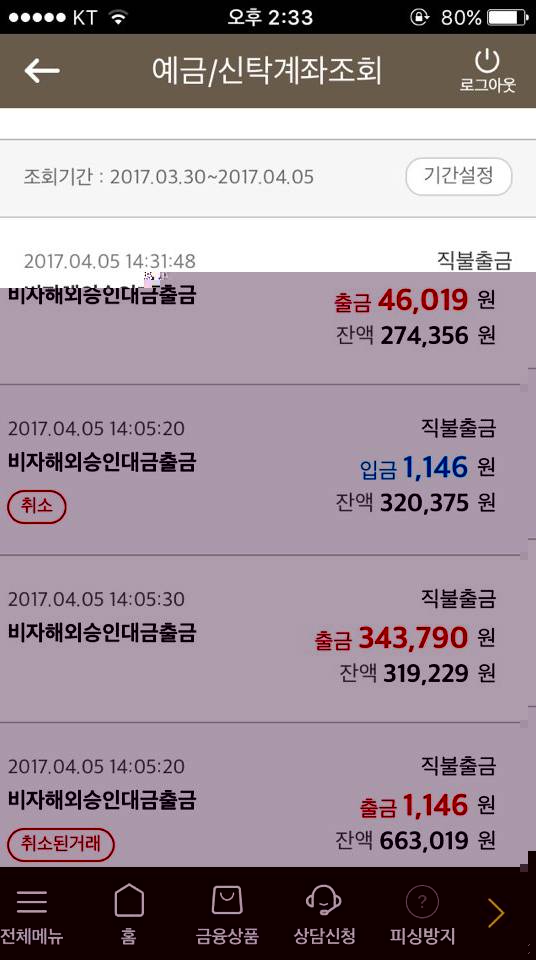 KT 오후 2:33 80%
예금/신탁계좌조회
로그아웃
조회기간 : 2017.03.30~2017.04.05 기간설정
2017.04.05 14:31:48 직불출금
비자해외승인대금출금 출금 46,019 원
잔액 274,356 원
2017.04.05 14:05:20 직불출금
비자해외승인대금출금 입금 1,146 원
취소 잔액 320,375 원
2017.04.05 14:05:30 직불출금
비자해외승인대금출금 출금 343,790 원
잔액 319,229 원
2017.04.05 14:05:20 직불출금
비자해외승인대금출금 출금 1,146 원
취소된거래 잔액 663,019 원
전체메뉴 홈 금융상품 상담신청 피싱방지